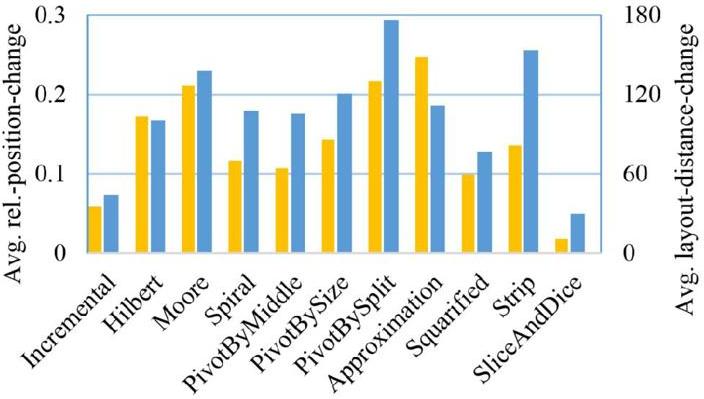 Avg. rel.-position-change
0.3
0.2
0.1
0
180
120
60
0
Avg. layout-distance-change
Incremental
Hilbert
Moore
Spiral
PivotByMiddle
PivotBySize
PivotBySplit
Approximation
Squarified
Strip
SliceAndDice